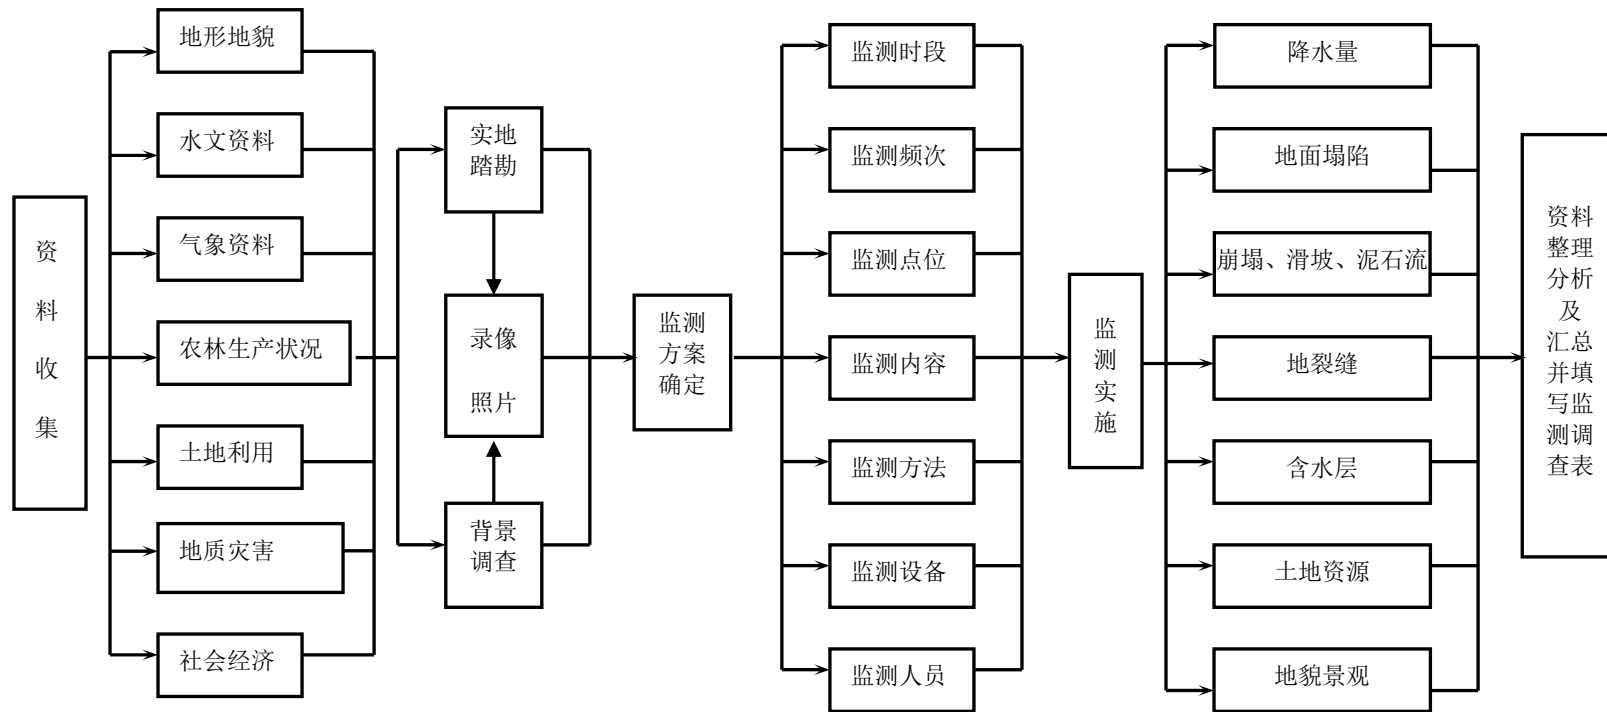 资
料
收
集
地形地貌
水文资料
气象资料
农林生产状况
土地利用
地质灾害
社会经济
实地
踏勘
录像
照片
背景
调查
监测
方案
确定
监测时段
监测频次
监测点位
监测内容
监测方法
监测设备
监测人员
监
测
实
施
降水量
地面塌陷
崩塌、滑坡、泥石流
地裂缝
含水层
土地资源
地貌景观
资料
整理
分析
及
汇总
并填
写监
测调
查表